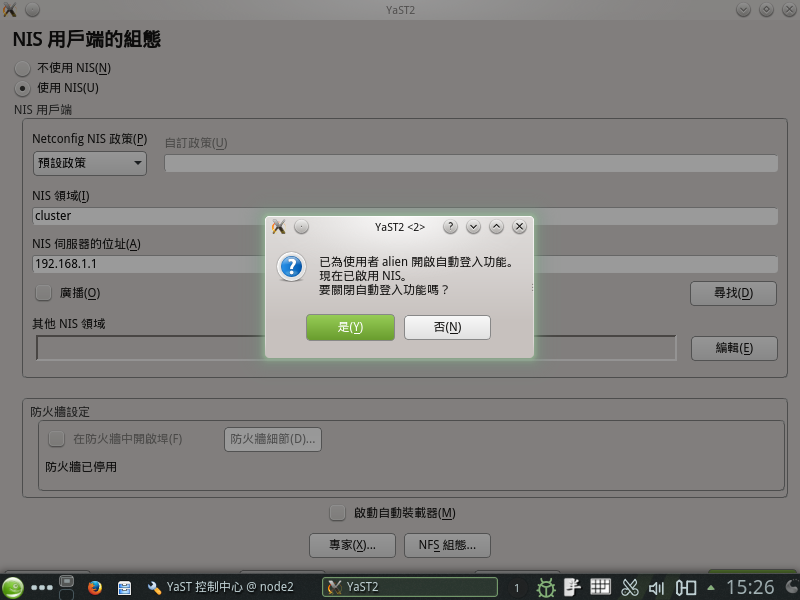 YaST2
NIS 用戶端的組態
不使用 NIS(N)
使用 NIS(U)
NIS 用戶端
Netconfig NIS 政策(P)
自訂政策(U)
預設政策
NIS 領域(I)
cluster
NIS 伺服器的位址(A)
192.168.1.1
廣播(O)
尋找(D)
其他 NIS 領域
編輯(E)
YaST2 <2>
已為使用者 alien 開啟自動登入功能。
現在已啟用 NIS。
要關閉自動登入功能嗎？
是(Y)
否(N)
防火牆設定
在防火牆中開啟埠(F)
防火牆細節(D)...
防火牆已停用
啟動自動裝載器(M)
專家(X)...
NFS 組態...
YaST 控制中心 @ node2
YaST2
1
15:26